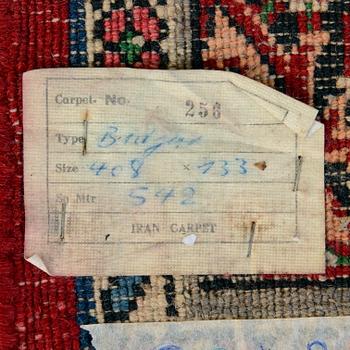 Carpet. No. 256
Type Bidjar
Size 408 × 133
Sq Mtr 542
IRAN CARPET